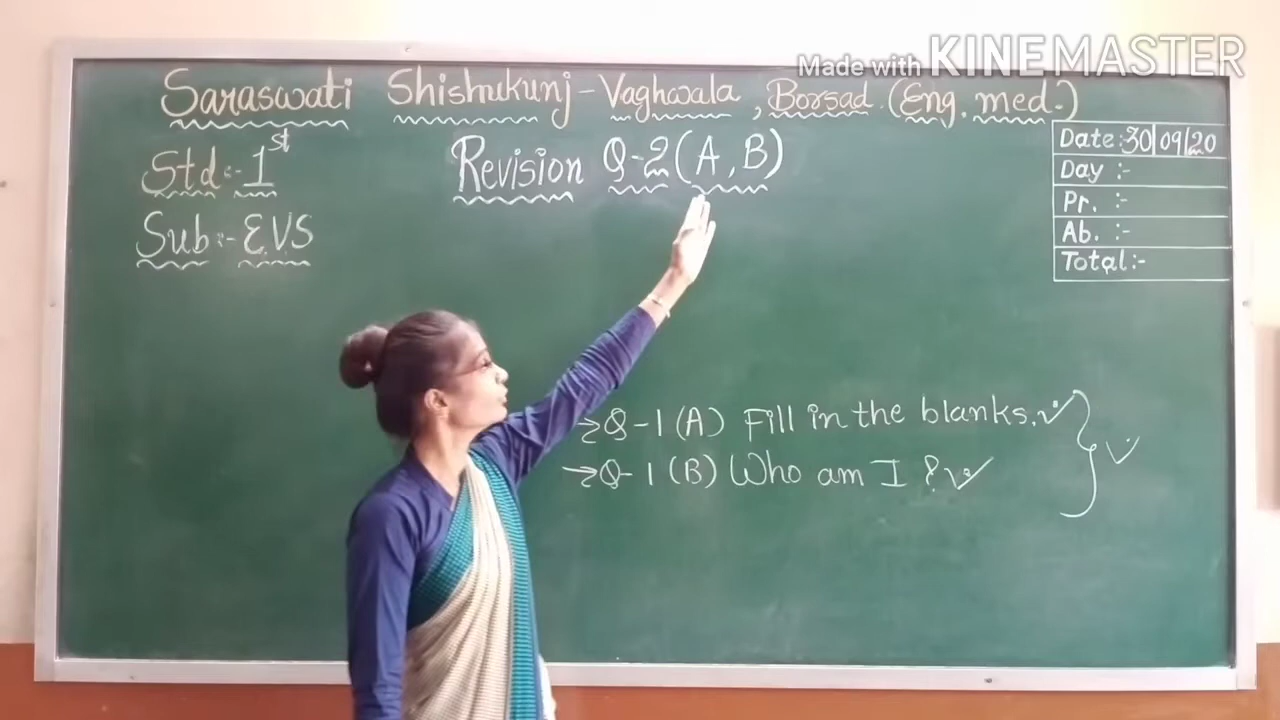 Made with KINEMASTER
Saraswati Shishukunj - Vaghwala , Borsad. (Eng. med.)
Std :- 1st
Revision Q-2 (A, B)
Sub :- E.V.S
Date: 30|09|20
Day :-
Pr. :-
Ab. :-
Total:-
→ Q-1 (A) Fill in the blanks.
→ Q-1 (B) Who am I ?